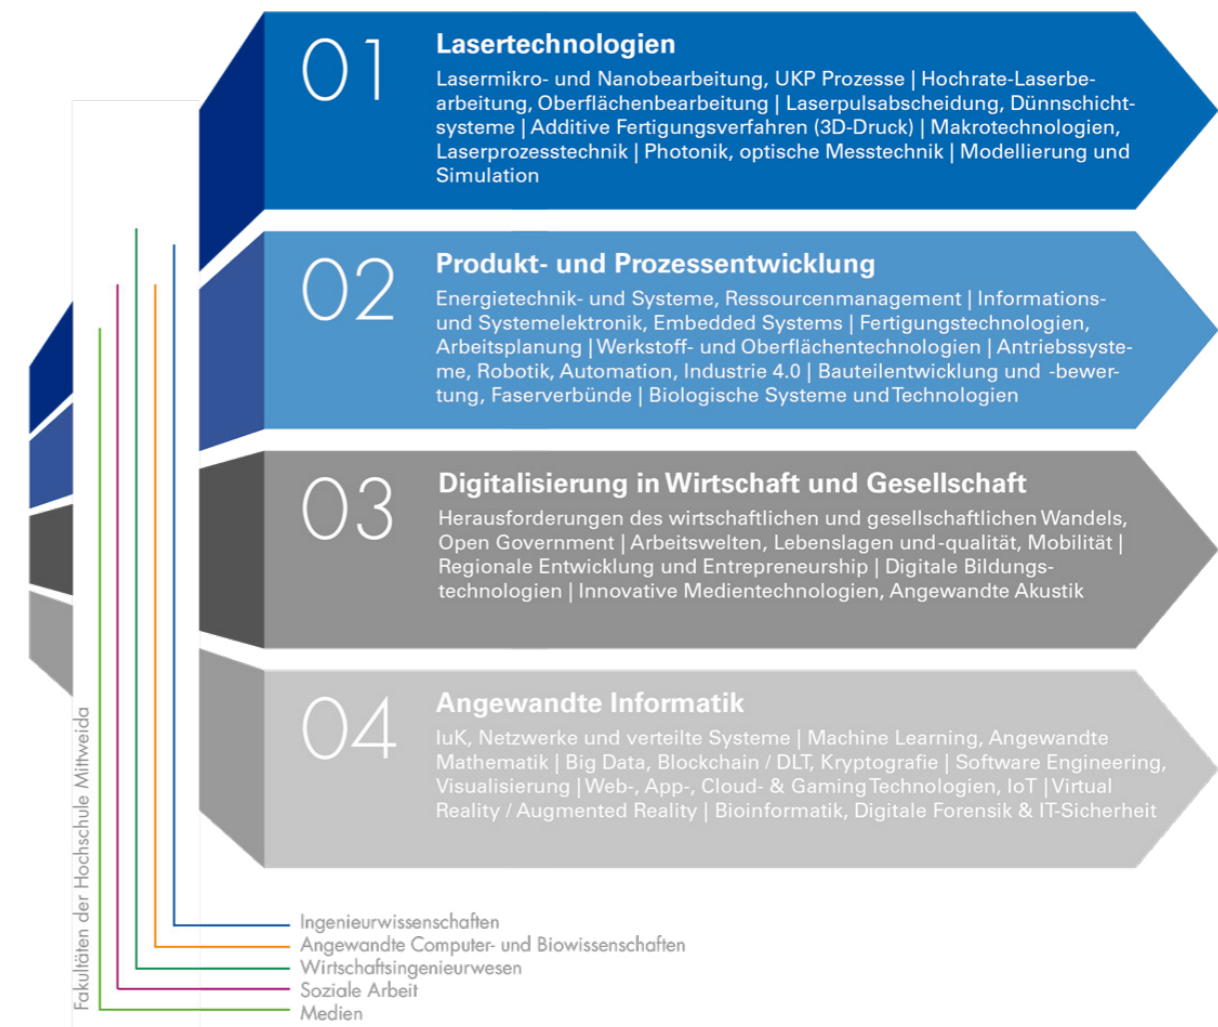 01
Lasertechnologien
Lasermikro- und Nanobearbeitung, UKP Prozesse | Hochrate-Laserbe-
arbeitung, Oberflächenbearbeitung | Laserpulsabscheidung, Dünnschicht-
systeme | Additive Fertigungsverfahren (3D-Druck) | Makrotechnologien,
Laserprozesstechnik | Photonik, optische Messtechnik | Modellierung und
Simulation
02
Produkt- und Prozessentwicklung
Energietechnik- und Systeme, Ressourcenmanagement | Informations-
und Systemelektronik, Embedded Systems | Fertigungstechnologien,
Arbeitsplanung | Werkstoff- und Oberflächentechnologien | Antriebssyste-
me, Robotik, Automation, Industrie 4.0 | Bauteilentwicklung und -bewer-
tung, Faserverbünde | Biologische Systeme und Technologien
03
Digitalisierung in Wirtschaft und Gesellschaft
Herausforderungen des wirtschaftlichen und gesellschaftlichen Wandels,
Open Government | Arbeitswelten, Lebenslagen und -qualität, Mobilität |
Regionale Entwicklung und Entrepreneurship | Digitale Bildungs-
technologien | Innovative Medientechnologien, Angewandte Akustik
04
Angewandte Informatik
IuK, Netzwerke und verteilte Systeme | Machine Learning, Angewandte
Mathematik | Big Data, Blockchain / DLT, Kryptografie | Software Engineering,
Visualisierung | Web-, App-, Cloud- & Gaming Technologien, IoT | Virtual
Reality / Augmented Reality | Bioinformatik, Digitale Forensik & IT-Sicherheit
Fakultäten der Hochschule Mittweida
Ingenieurwissenschaften
Angewandte Computer- und Biowissenschaften
Wirtschaftsingenieurwesen
Soziale Arbeit
Medien